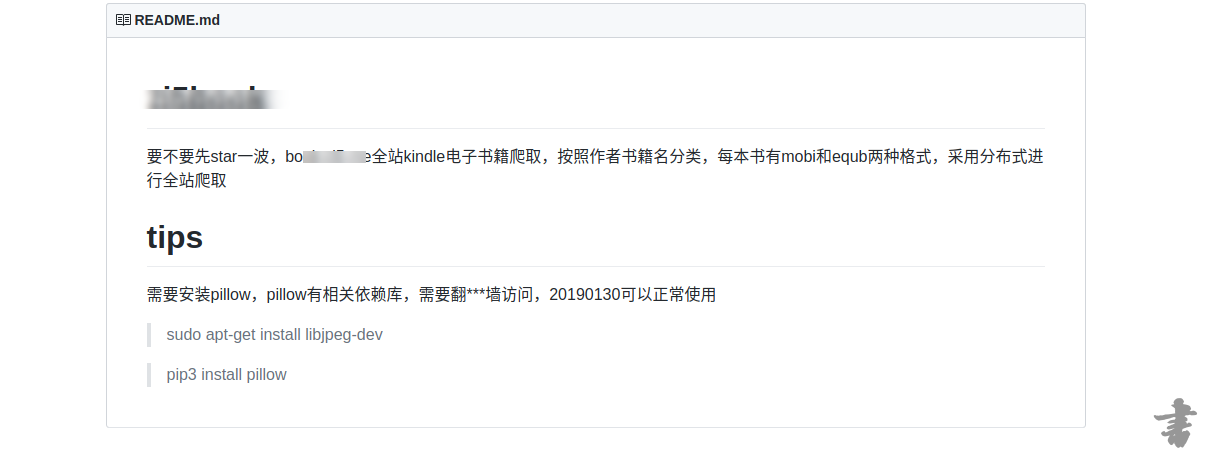 README.md
要不要先star一波，bo e全站kindle电子书籍爬取，按照作者书籍名分类，每本书有mobi和equb两种格式，采用分布式进
行全站爬取
tips
需要安装pillow，pillow有相关依赖库，需要翻***墙访问，20190130可以正常使用
sudo apt-get install libjpeg-dev
pip3 install pillow
書